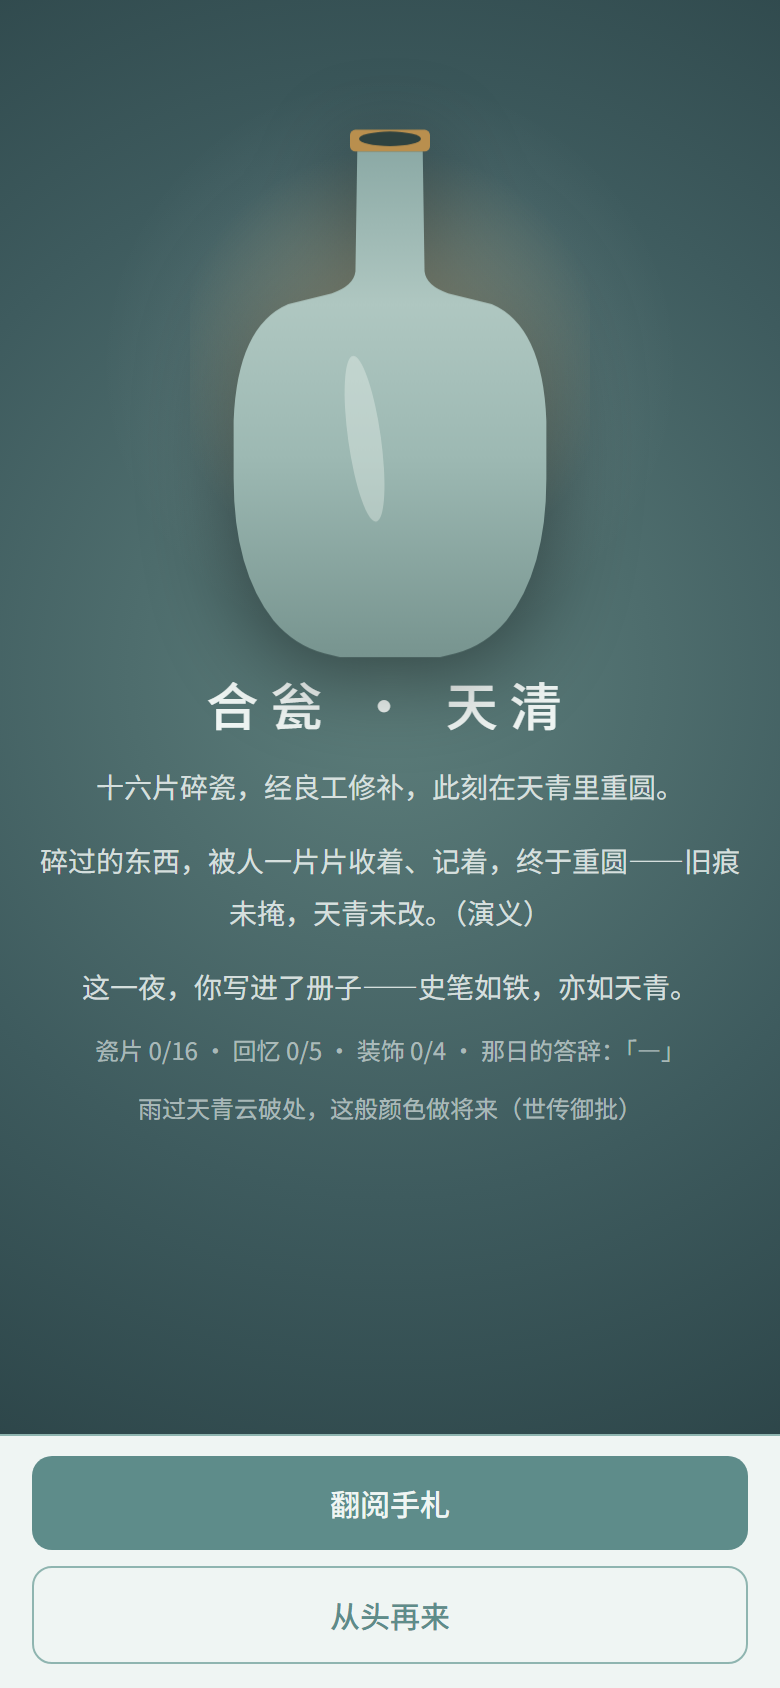 合瓷 · 天清
十六片碎瓷，经良工修补，此刻在天青里重圆。
碎过的东西，被人一片片收着、记着，终于重圆——旧痕
未掩，天青未改。（演义）
这一夜，你写进了册子——史笔如铁，亦如天青。
瓷片 0/16 · 回忆 0/5 · 装饰 0/4 · 那日的答辞：「—」
雨过天青云破处，这般颜色做将来（世传御批）
翻阅手札
从头再来